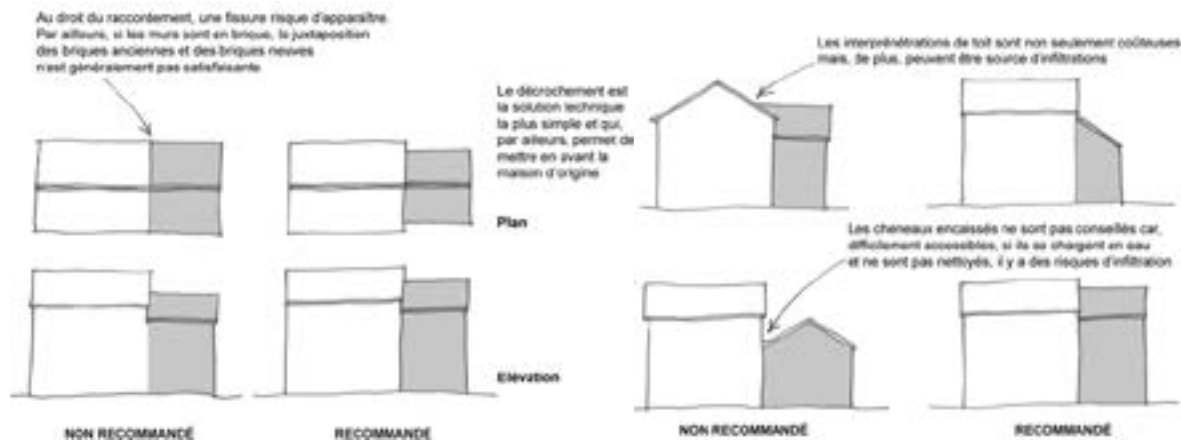 Au droit du raccordement, une fissure risque d'apparaître.
Par ailleurs, si les murs sont en brique, la juxtaposition
des briques anciennes et des briques neuves
n'est généralement pas satisfaisante
Le décrochement est
la solution technique
la plus simple et qui,
par ailleurs, permet de
mettre en avant la
maison d'origine
Plan
Elévation
NON RECOMMANDÉ
RECOMMANDÉ
Les interprénétrations de toit sont non seulement coûteuses
mais, de plus, peuvent être source d'infiltrations
Les cheneaux encaissés ne sont pas conseillés car,
difficilement accessibles, si ils se chargent en eau
et ne sont pas nettoyés, il y a des risques d'infiltration
NON RECOMMANDÉ
RECOMMANDÉ